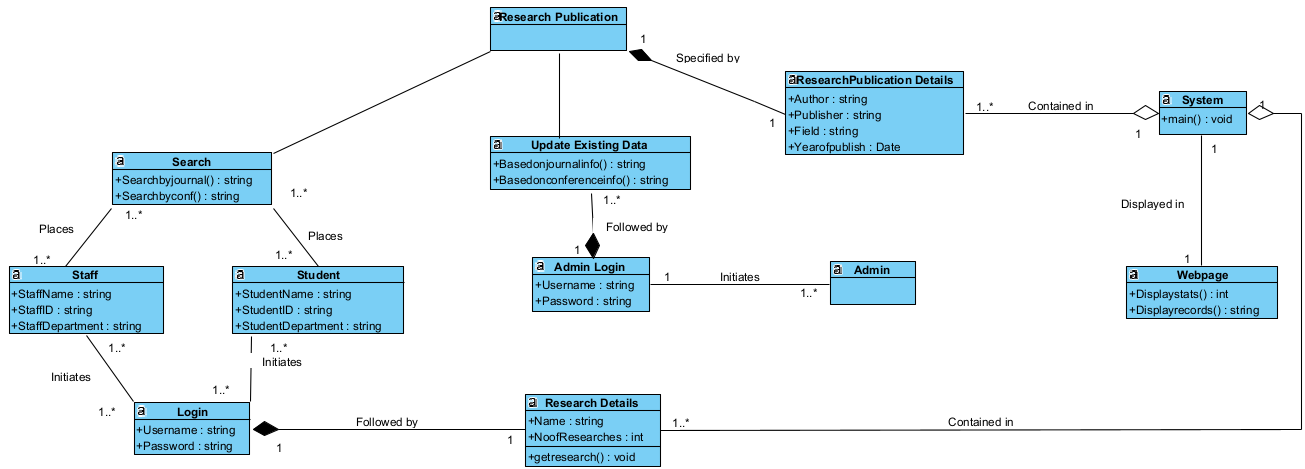 Research Publication
1
Specified by
1
ResearchPublication Details
+Author : string
+Publisher : string
+Field : string
+Yearofpublish : Date
1..*
Contained in
1
System
+main() : void
1
1
Displayed in
1
Webpage
+Displaystats() : int
+Displayrecords() : string
Update Existing Data
+Basedonjournalinfo() : string
+Basedonconferenceinfo() : string
1..*
Followed by
1
Admin Login
+Username : string
+Password : string
1
Initiates
1..*
Admin
Search
+Searchbyjournal() : string
+Searchbyconf() : string
1..*
1..*
Places
Places
1..*
1..*
Staff
+StaffName : string
+StaffID : string
+StaffDepartment : string
Student
+StudentName : string
+StudentID : string
+StudentDepartment : string
1..*
1..*
Initiates
Initiates
1..*
1..*
Login
+Username : string
+Password : string
1
Followed by
1
Research Details
+Name : string
+NoofResearches : int
+getresearch() : void
1..*
Contained in